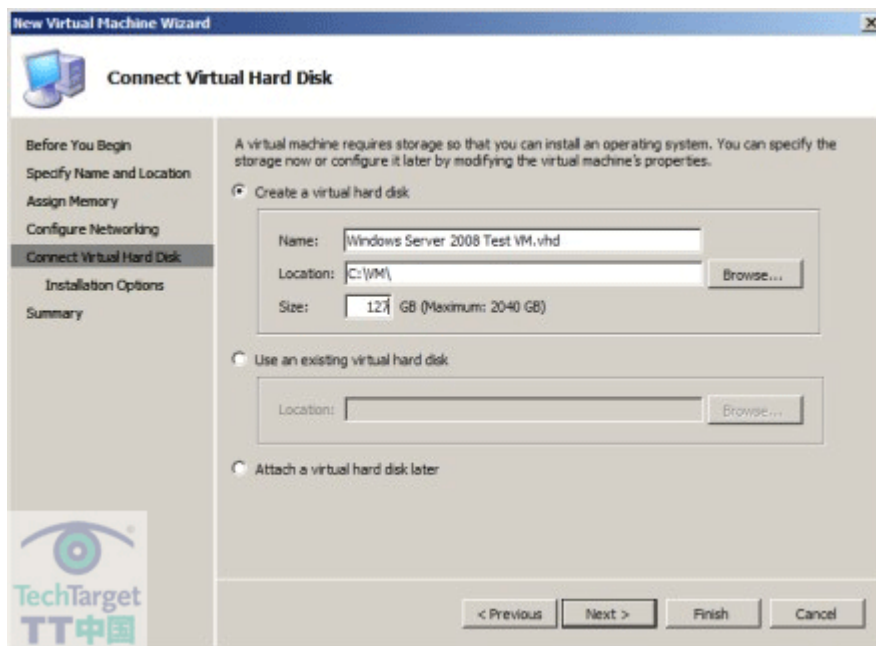 New Virtual Machine Wizard
Connect Virtual Hard Disk
Before You Begin
Specify Name and Location
Assign Memory
Configure Networking
Connect Virtual Hard Disk
Installation Options
Summary
A virtual machine requires storage so that you can install an operating system. You can specify the
storage now or configure it later by modifying the virtual machine's properties.
Create a virtual hard disk
Name: Windows Server 2008 Test VM.vhd
Location: C:\VM\ Browse...
Size: 127 GB (Maximum: 2040 GB)
Use an existing virtual hard disk
Location: Browse...
Attach a virtual hard disk later
< Previous Next > Finish Cancel
TechTarget
TT中国